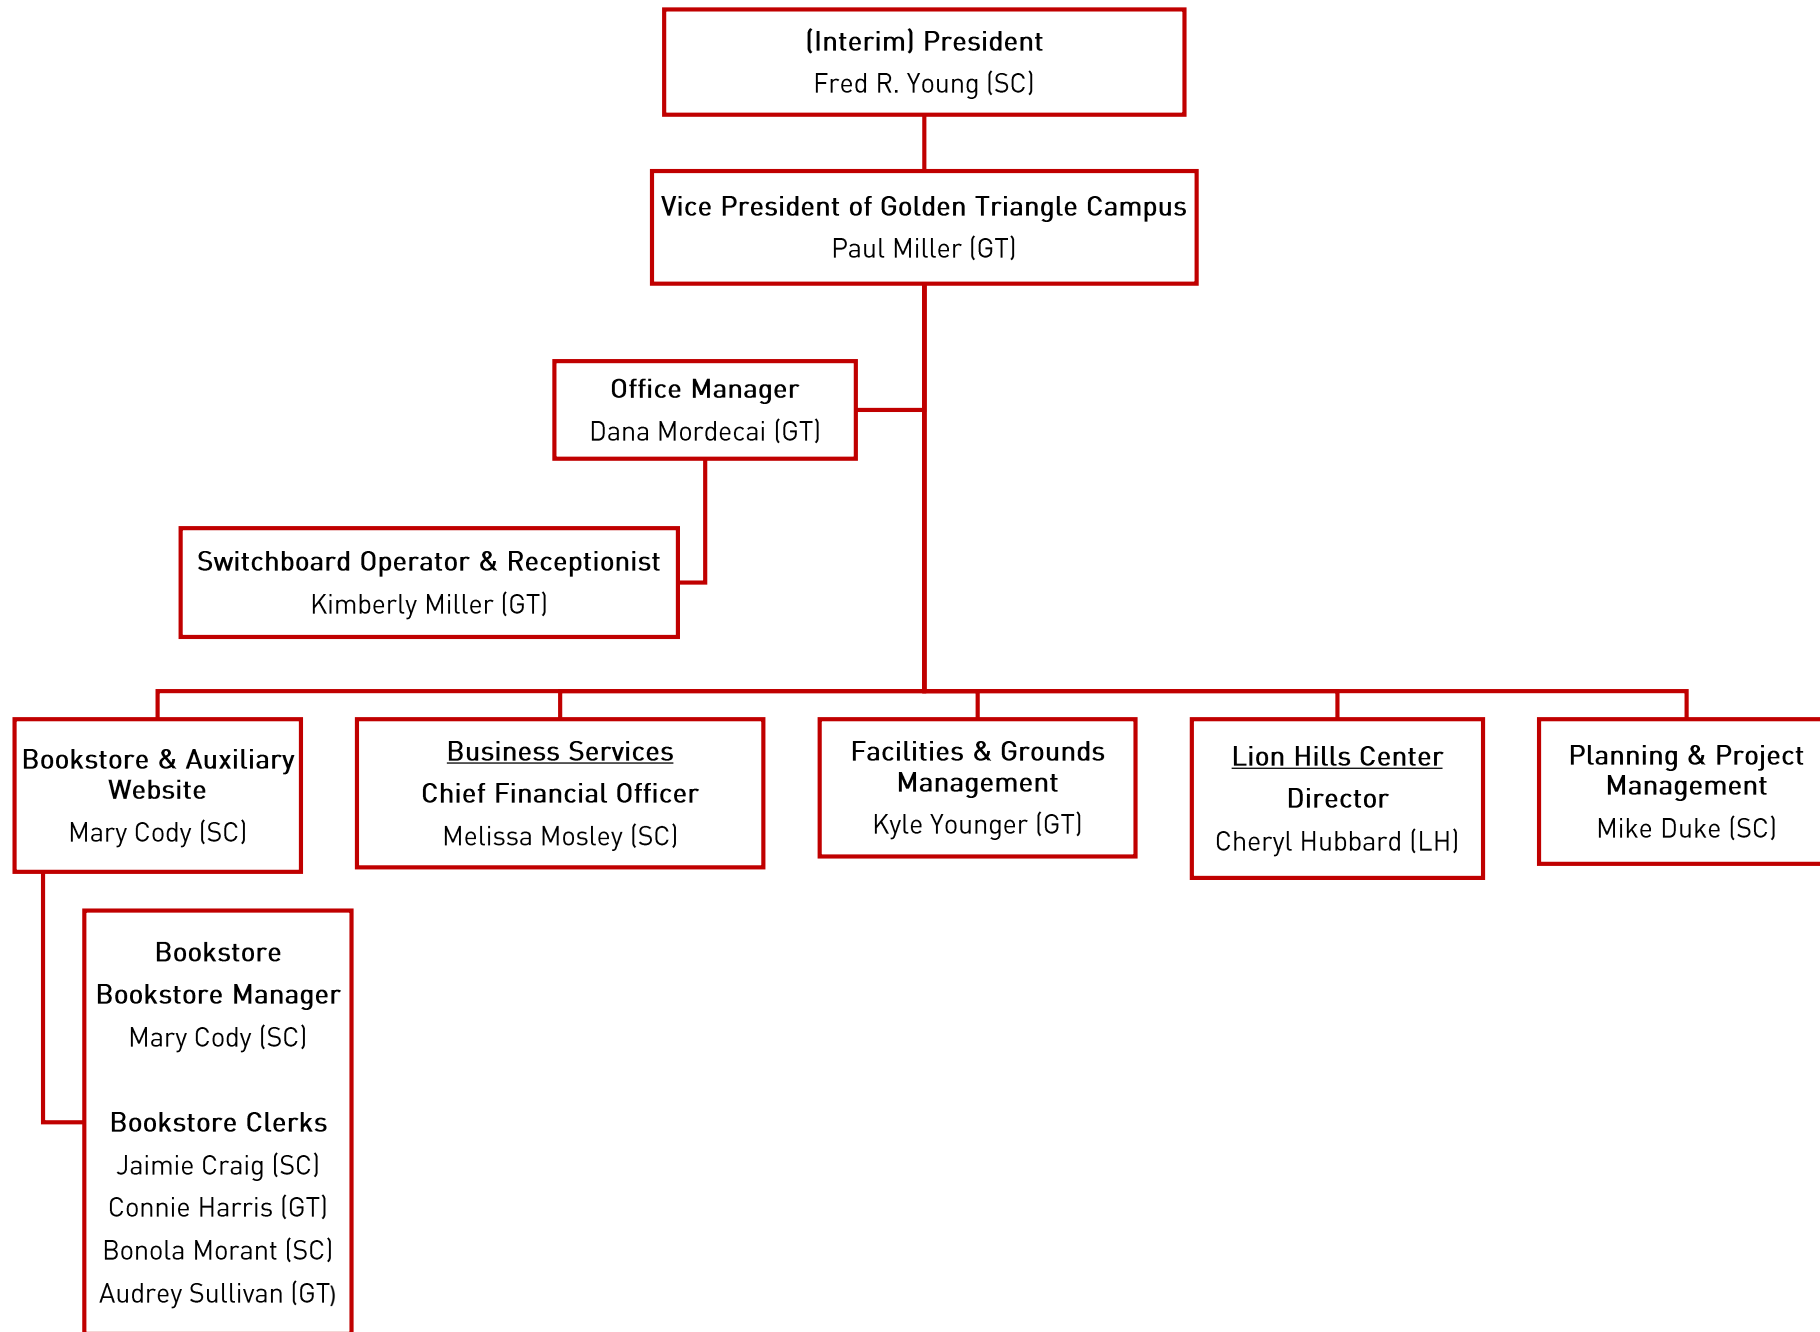 (Interim) President
Fred R. Young (SC)
Vice President of Golden Triangle Campus
Paul Miller (GT)
Office Manager
Dana Mordecai (GT)
Switchboard Operator & Receptionist
Kimberly Miller (GT)
Bookstore & Auxiliary
Website
Mary Cody (SC)
Business Services
Chief Financial Officer
Melissa Mosley (SC)
Facilities & Grounds
Management
Kyle Younger (GT)
Lion Hills Center
Director
Cheryl Hubbard (LH)
Planning & Project
Management
Mike Duke (SC)
Bookstore
Bookstore Manager
Mary Cody (SC)
Bookstore Clerks
Jaimie Craig (SC)
Connie Harris (GT)
Bonola Morant (SC)
Audrey Sullivan (GT)